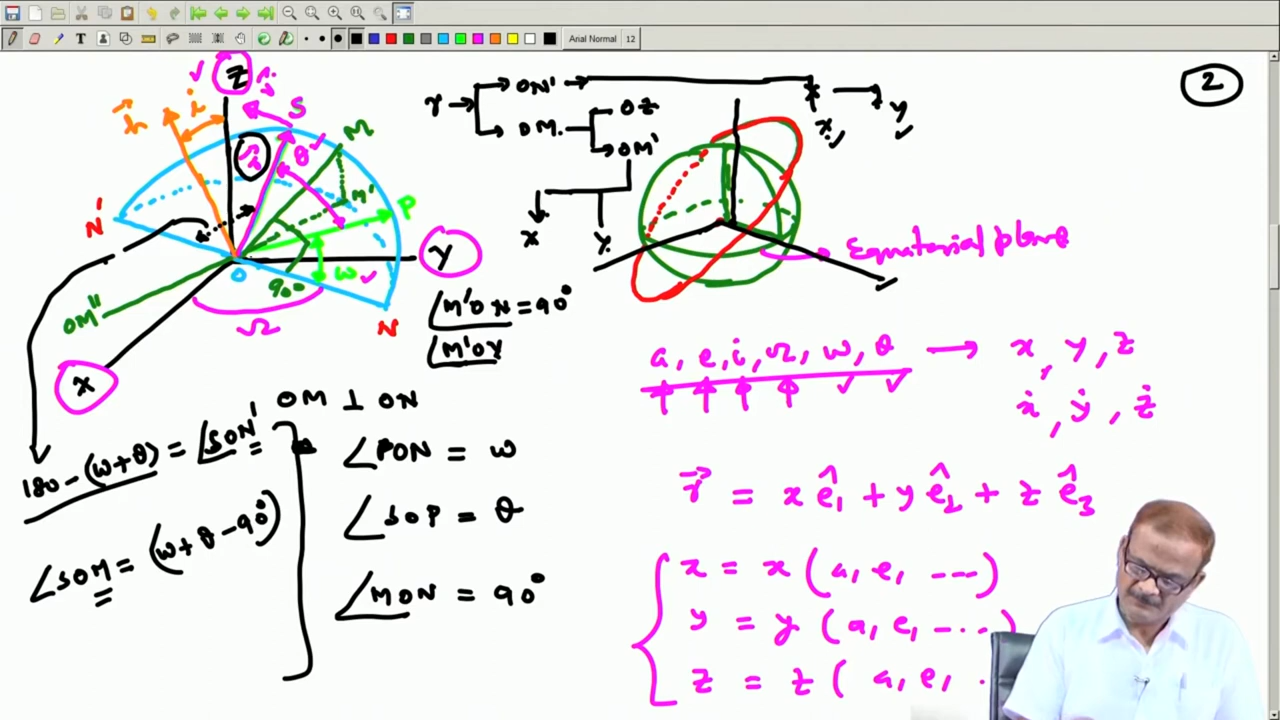 Arial Normal 12
2
Z
j
h
i
S
M
r
θ
M'
P
N'
O
Y
ω
90°
OM"
Ω
N
X
r → ON' → x → y
OM → OZ
OM'
x y
Equatorial plane
∠M'ON = 90°
∠M'OY
a, e, i, Ω, ω, θ → x, y, z
ẋ, ẏ, ż
OM ⊥ ON
180-(ω+θ) = ∠SON'
∠PON = ω
∠SOP = θ
∠SOM = (ω+θ-90°)
∠MON = 90°
r⃗ = x ê₁ + y ê₂ + z ê₃
x = x (a, e, ---)
y = y (a, e, -...)
z = z ( a, e, .